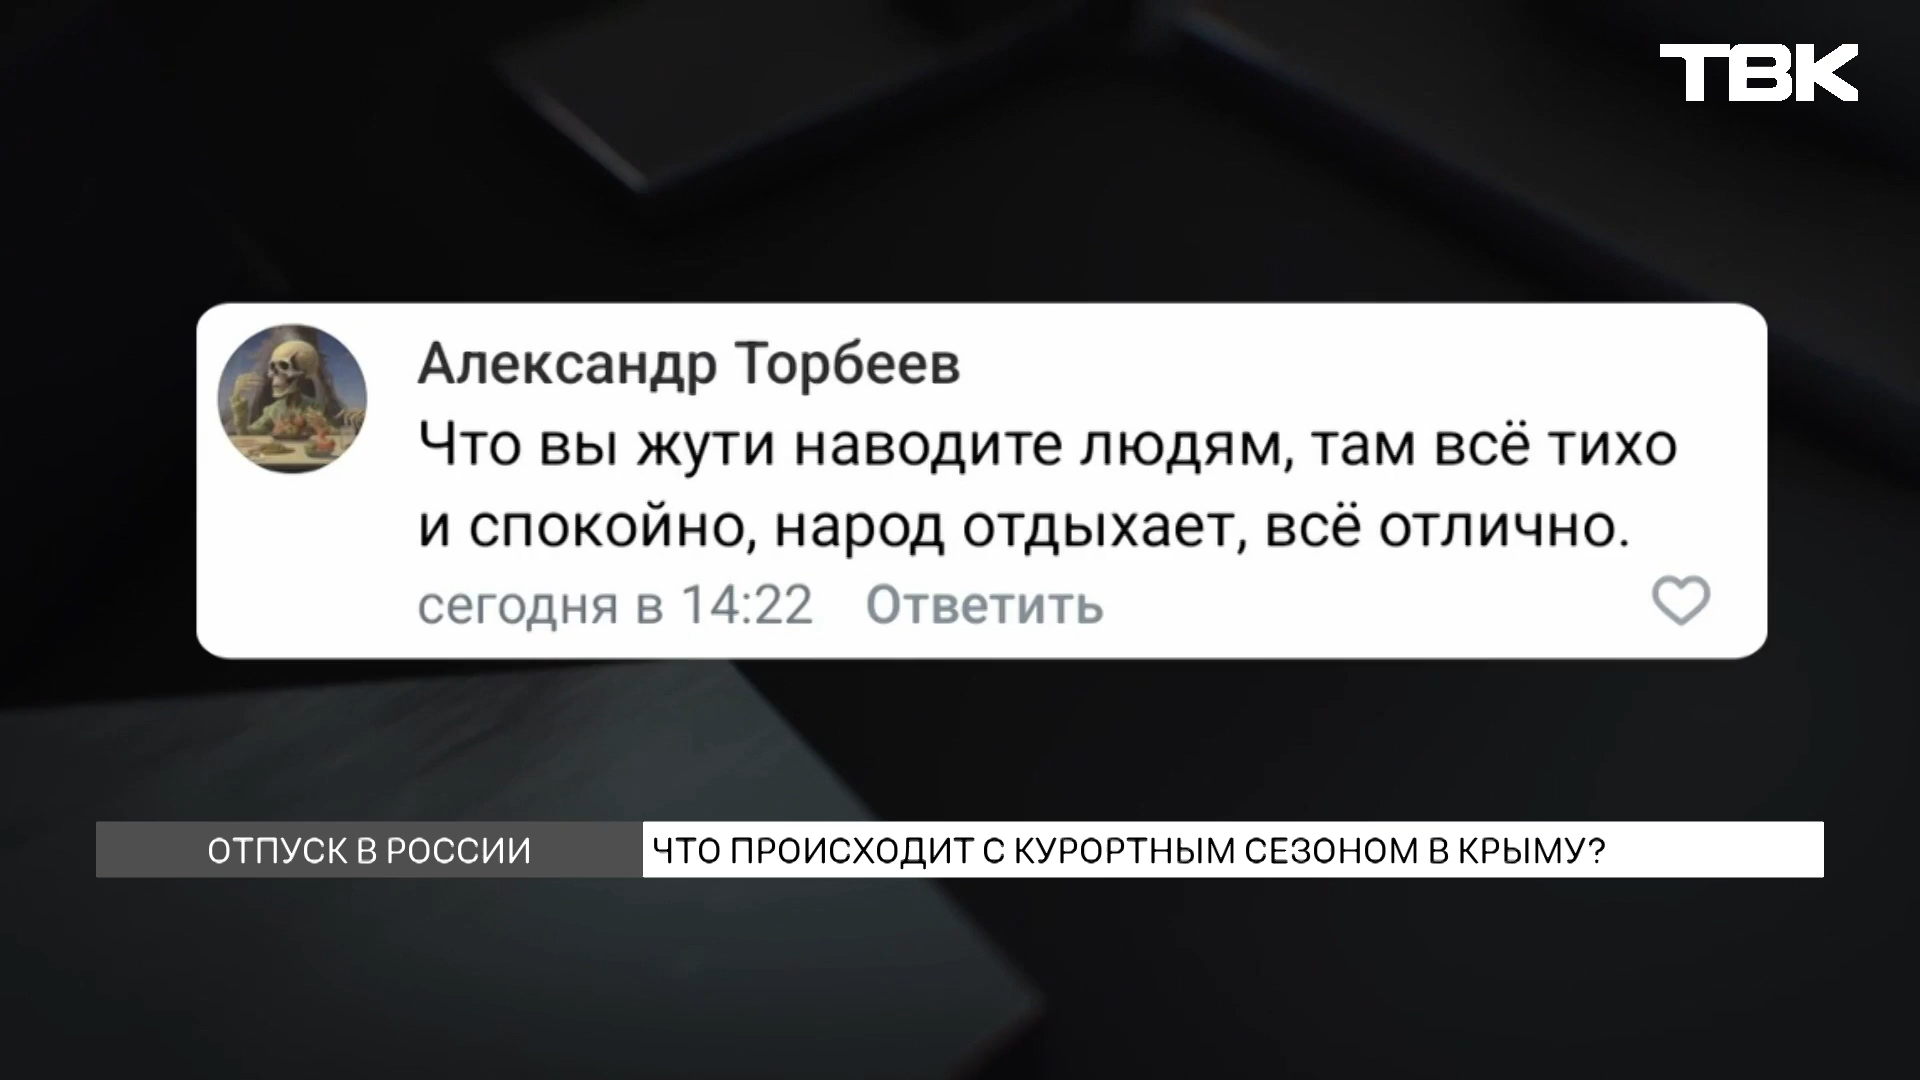 ТВК
Александр Торбеев
Что вы жути наводите людям, там всё тихо
и спокойно, народ отдыхает, всё отлично.
сегодня в 14:22 Ответить
ОТПУСК В РОССИИ
ЧТО ПРОИСХОДИТ С КУРОРТНЫМ СЕЗОНОМ В КРЫМУ?